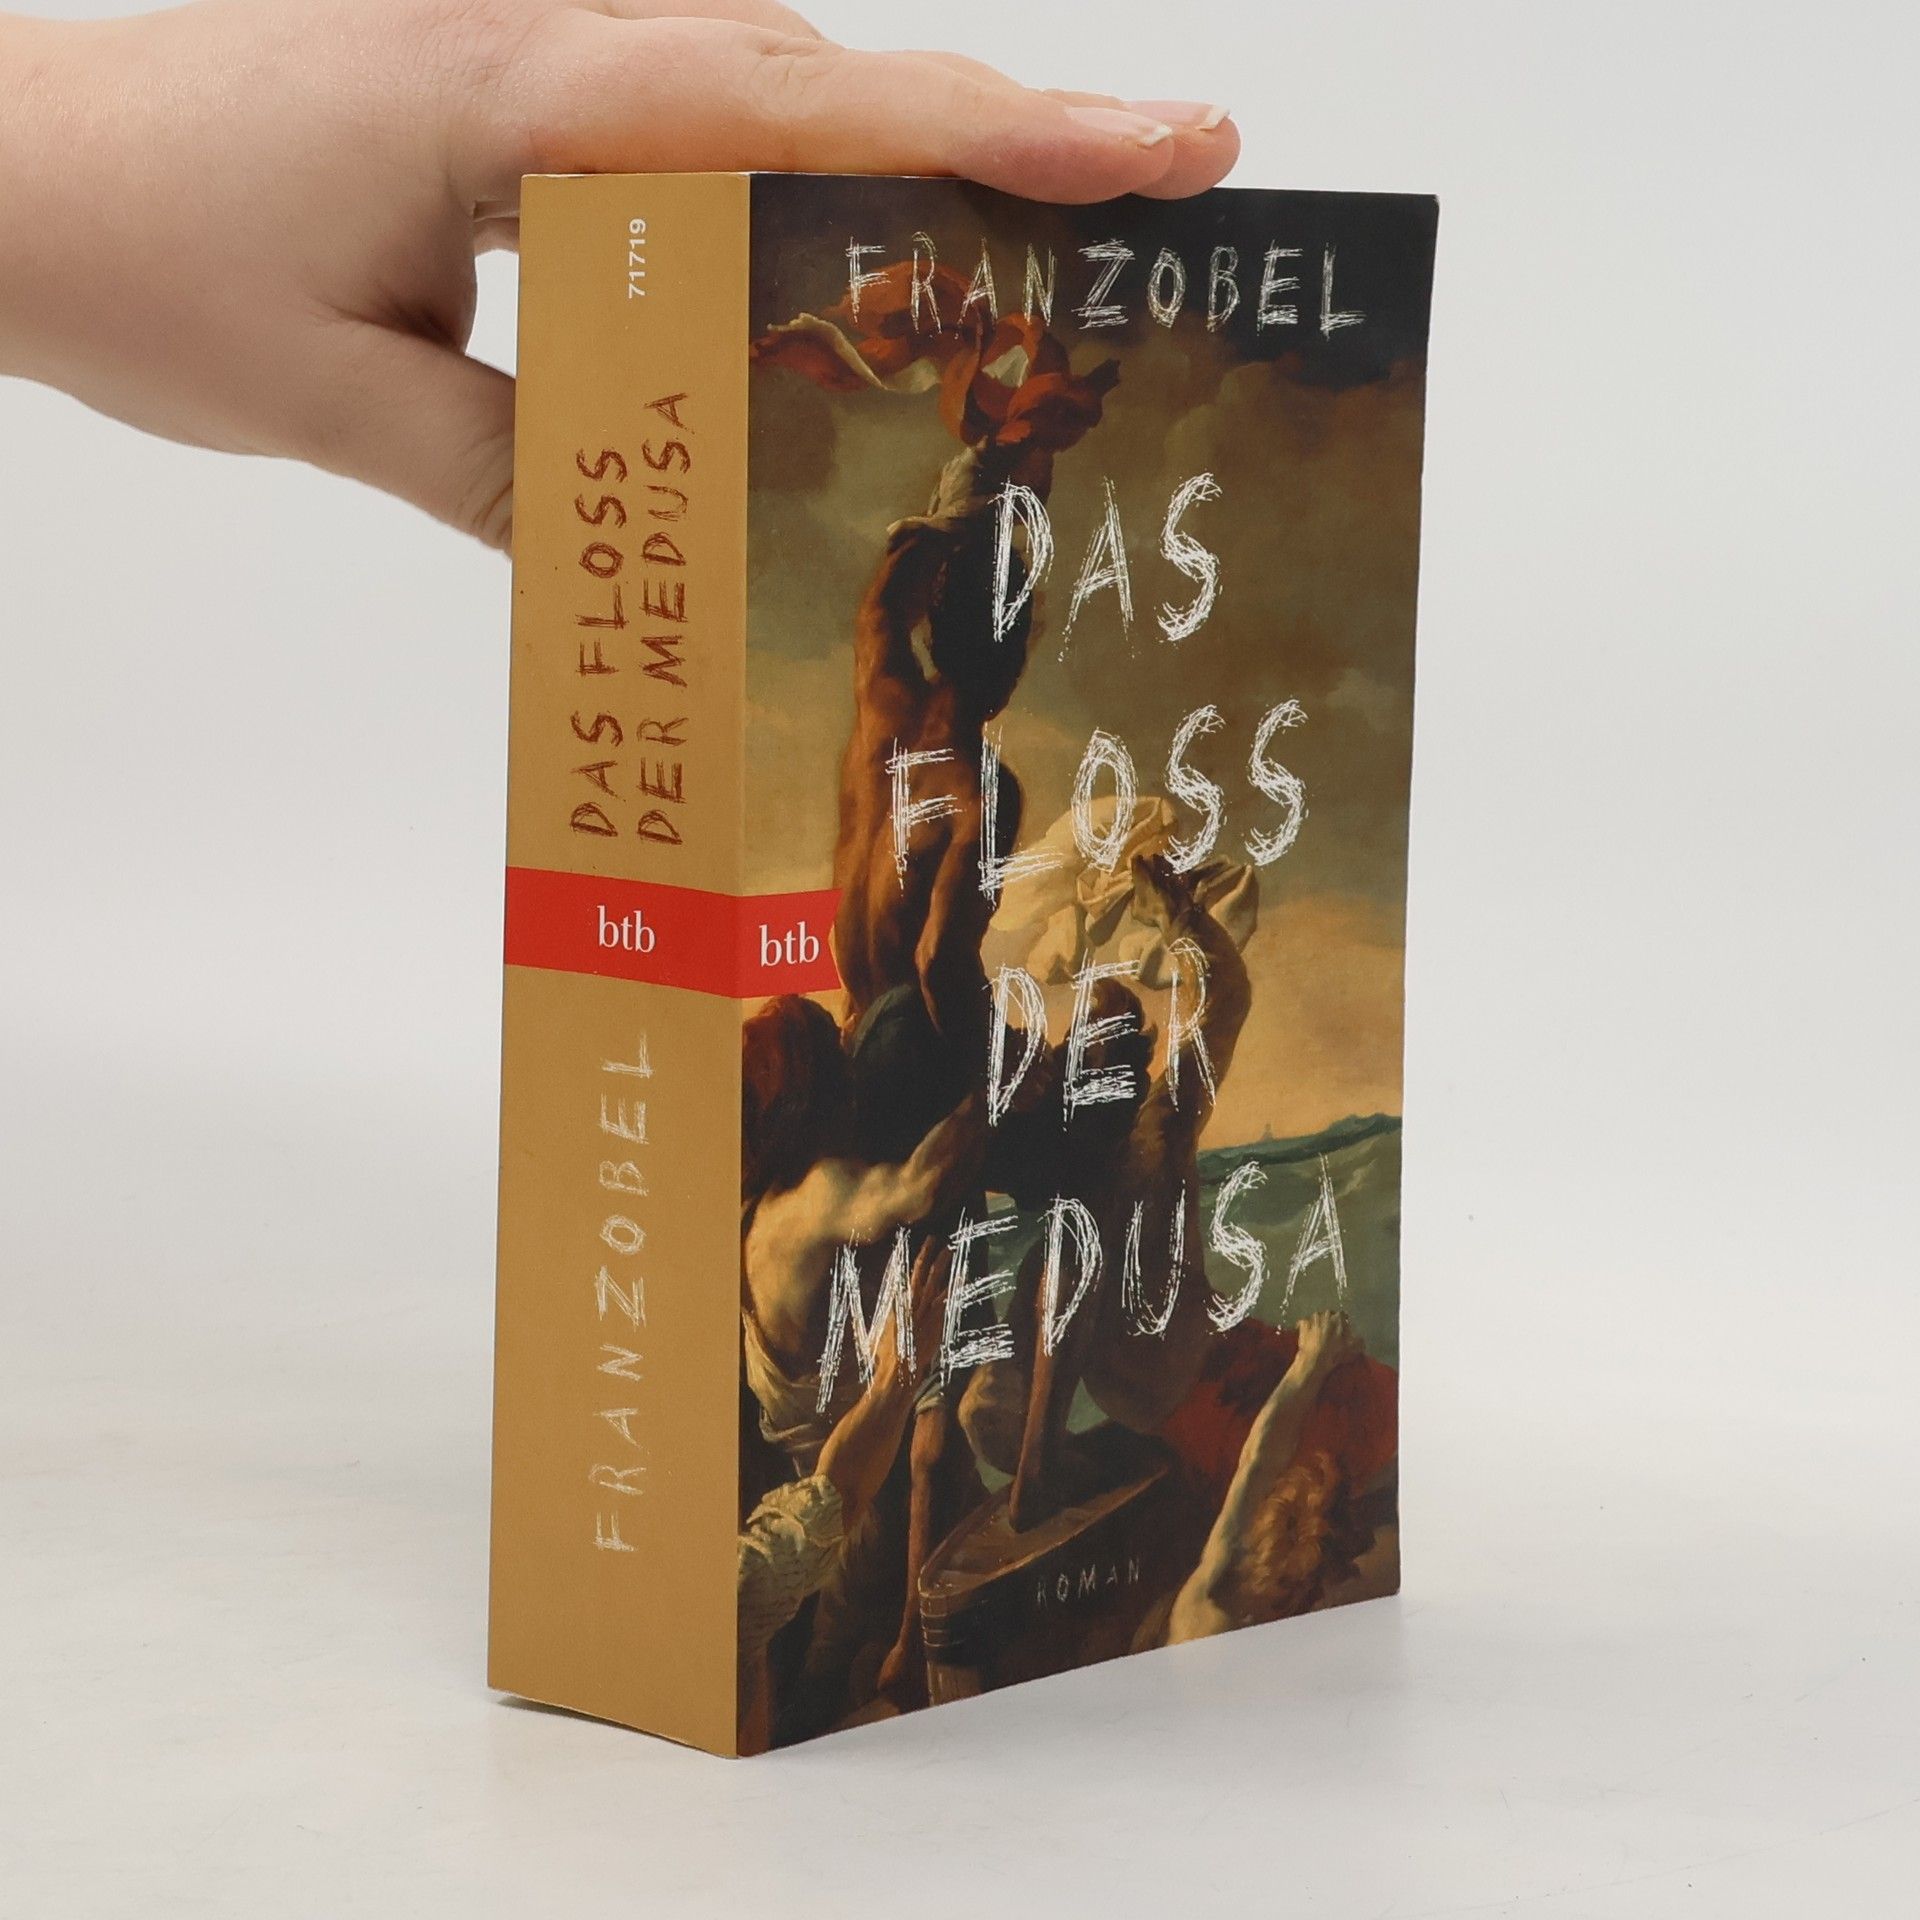 71719
DAS FLOSS
DER MEDUSA
btb
FRANZOBEL
FRANZOBEL
DAS
FLOSS
DER
MEDUSA
btb
ROMAN